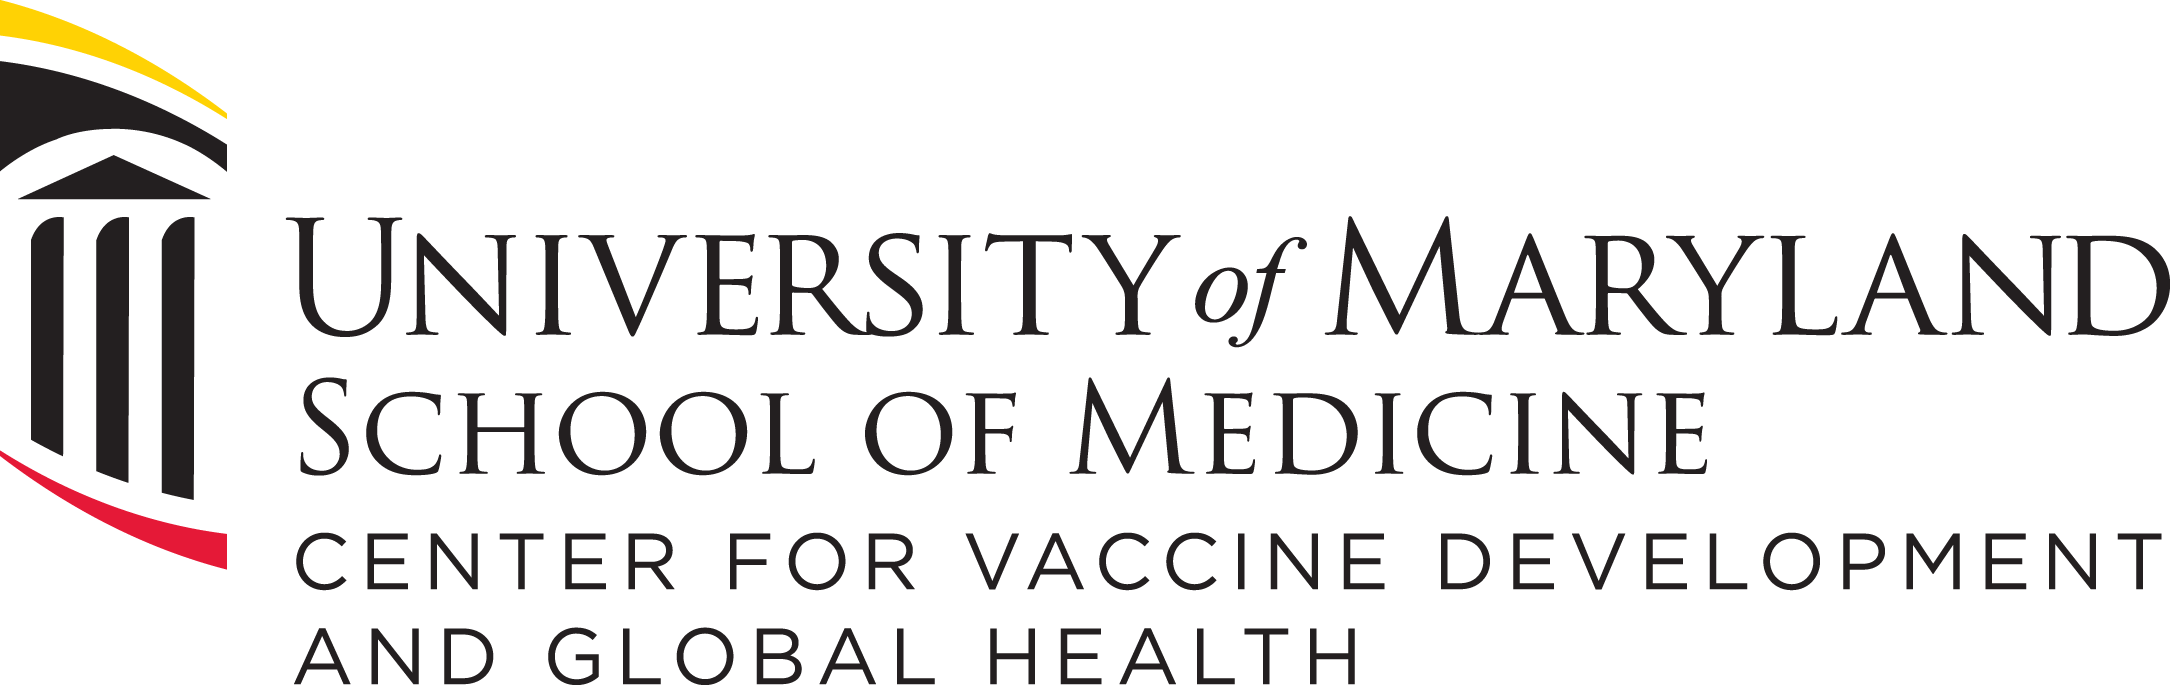 UNIVERSITY of MARYLAND
SCHOOL OF MEDICINE
CENTER FOR VACCINE DEVELOPMENT
AND GLOBAL HEALTH